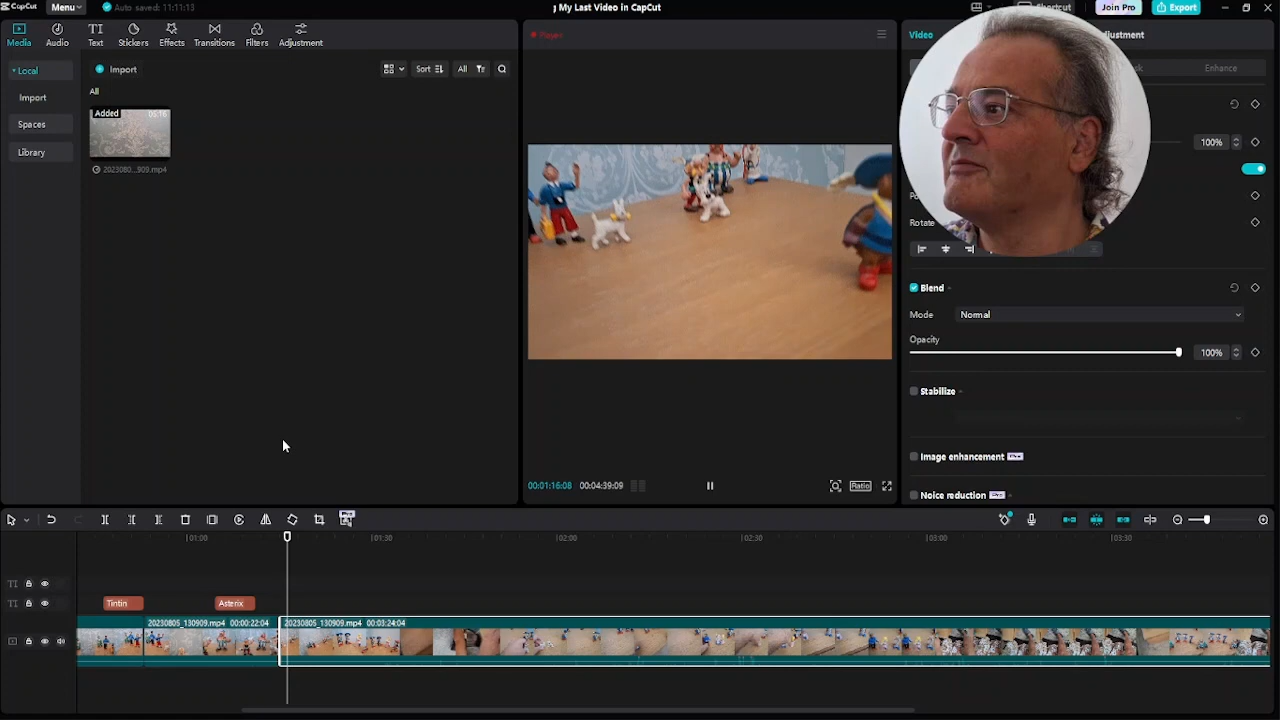 CapCut
Menu
Auto saved: 11:11:13
My Last Video in CapCut
Shortcut
Join Pro
Export
Media
Audio
Text
Stickers
Effects
Transitions
Filters
Adjustment
Player
Video
Local
Import
Sort
All
Enhance
Import
All
Spaces
Library
Added
05:16
2023080...909.mp4
100%
Rotate
Blend
Mode
Normal
Opacity
100%
Stabilize
Image enhancement
Pro
Noise reduction
Pro
00:01:16:08
00:04:39:09
Ratio
Pro
01:00
01:30
02:00
02:30
03:00
03:30
Tintin
Asterix
20230805_130909.mp4 00:00:22:04
20230805_130909.mp4 00:03:24:04